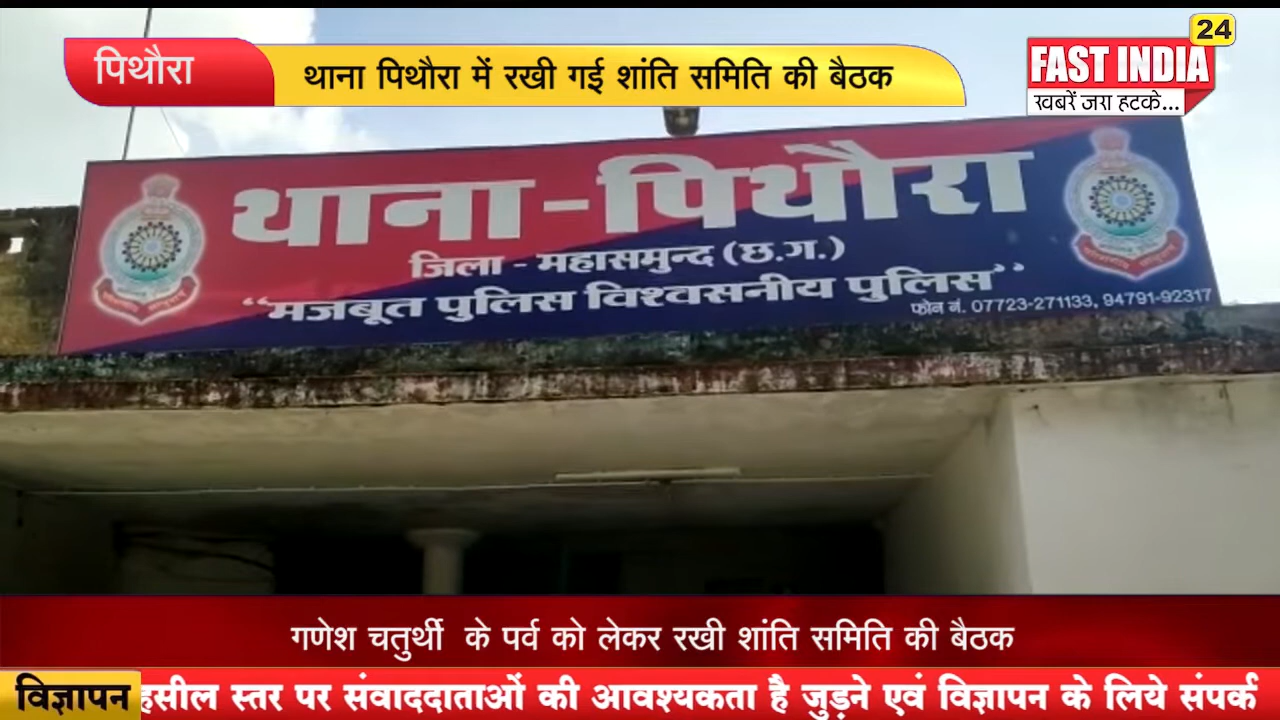 24
पिथौरा
थाना पिथौरा में रखी गई शांति समिति की बैठक
FAST INDIA
खबरें जरा हटके...
थाना - पिथौरा
जिला - महासमुन्द (छ.ग.)
“मजबूत पुलिस विश्वसनीय पुलिस”
फोन नं. 07723-271133, 94791-92317
गणेश चतुर्थी के पर्व को लेकर रखी शांति समिति की बैठक
विज्ञापन
हसील स्तर पर संवाददाताओं की आवश्यकता है जुड़ने एवं विज्ञापन के लिये संपर्क